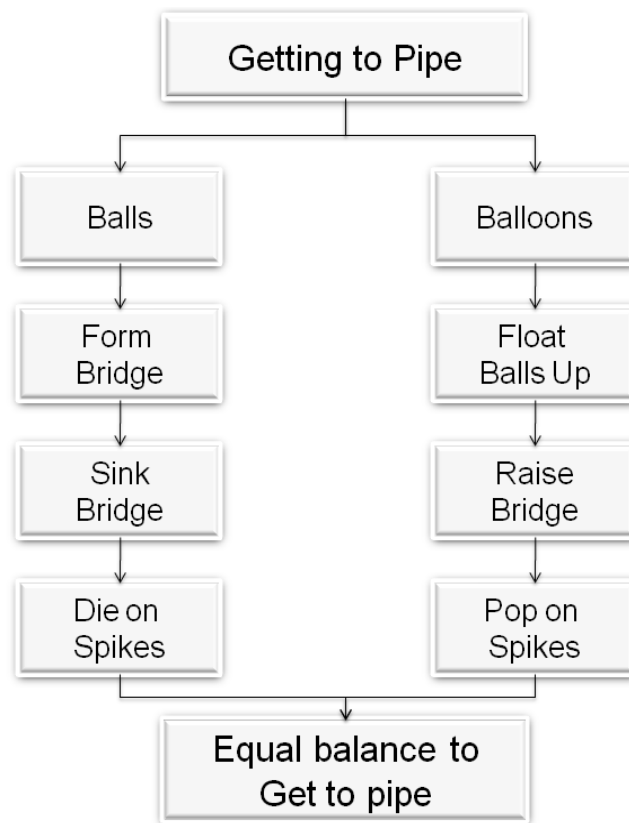 Getting to Pipe
Balls
Balloons
Form
Bridge
Float
Balls Up
Sink
Bridge
Raise
Bridge
Die on
Spikes
Pop on
Spikes
Equal balance to
Get to pipe